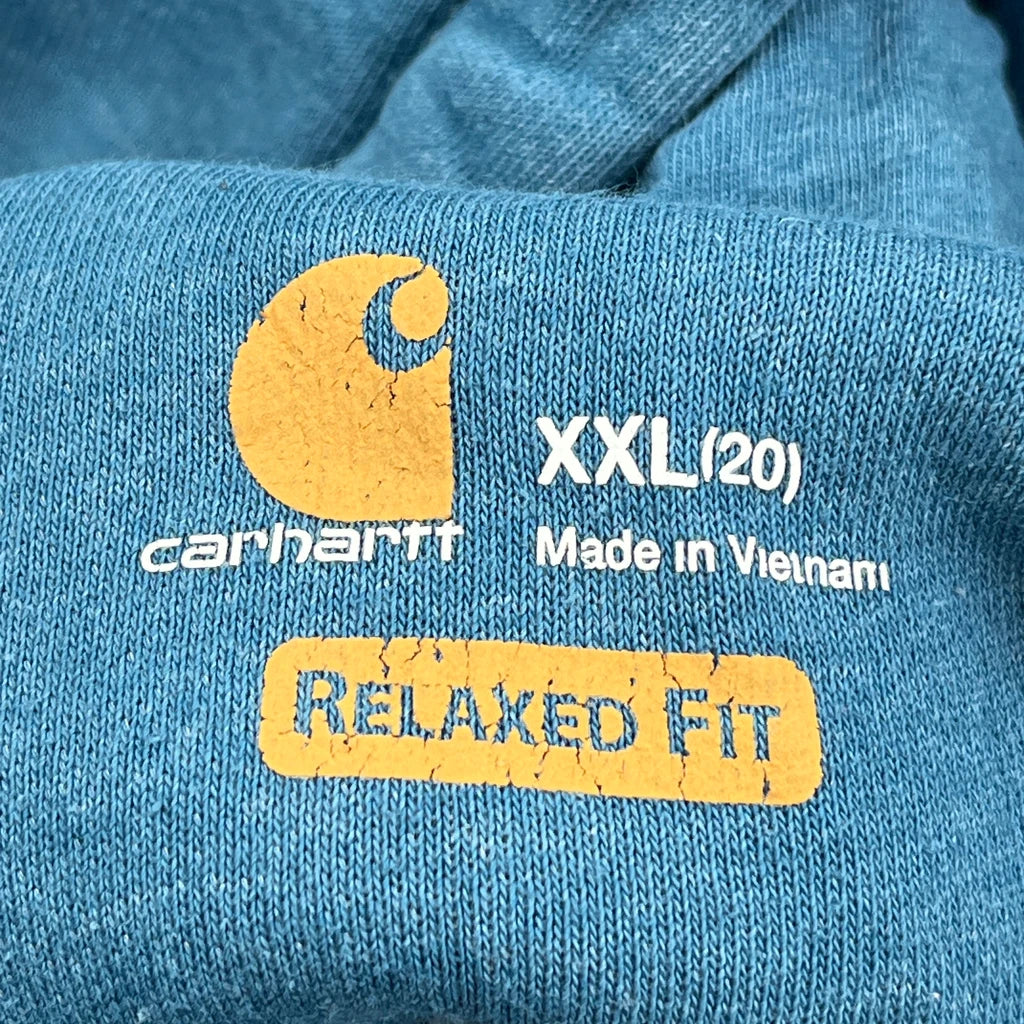 carhartt
XXL (20)
Made in Vietnam
RELAXED FIT